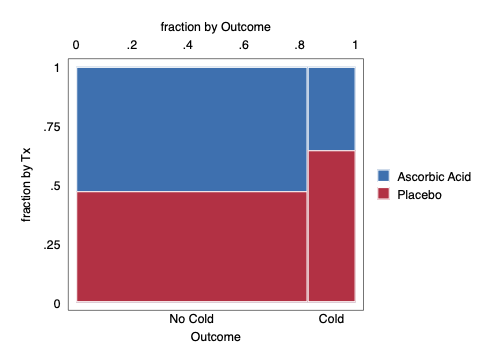 fraction by Outcome
0 .2 .4 .6 .8 1
1
.75
.5
.25
0
fraction by Tx
Ascorbic Acid
Placebo
No Cold Cold
Outcome